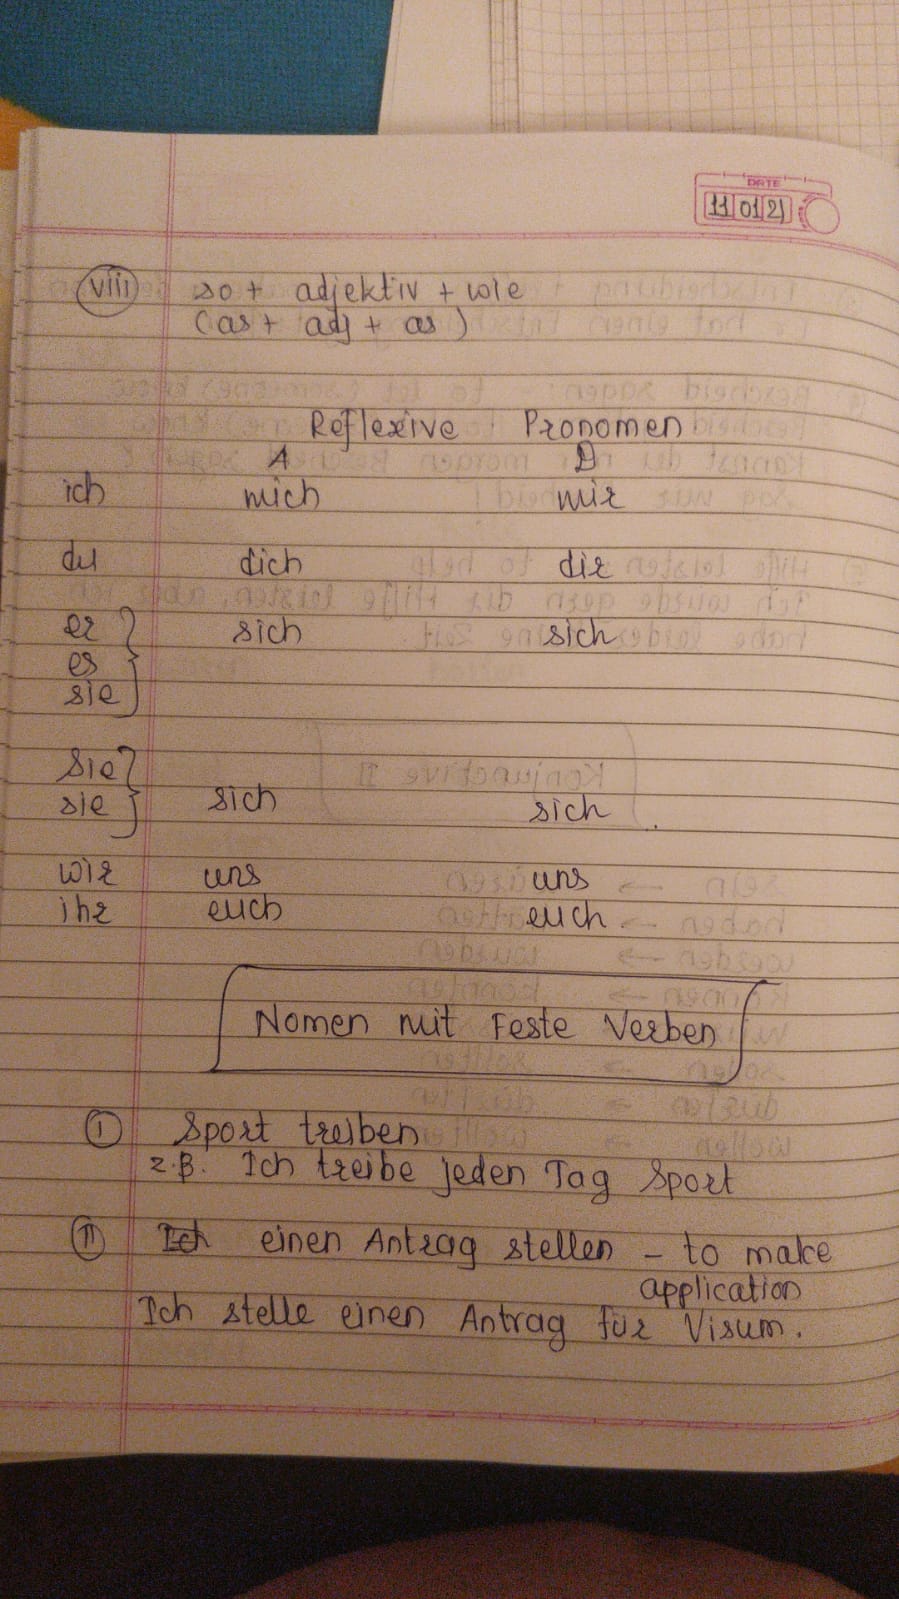 DATE
11 01 21
viii so + adjektiv + wie
(as + adj + as)
Reflexive Pronomen
A D
ich mich mir
du dich dir
er sich sich
es
sie
Sie
sie sich sich
wir uns uns
ihr euch euch
Nomen mit Feste Verben
I Sport treiben
z.B. Ich treibe jeden Tag Sport
II Ich einen Antrag stellen - to make
application
Ich stelle einen Antrag für Visum.